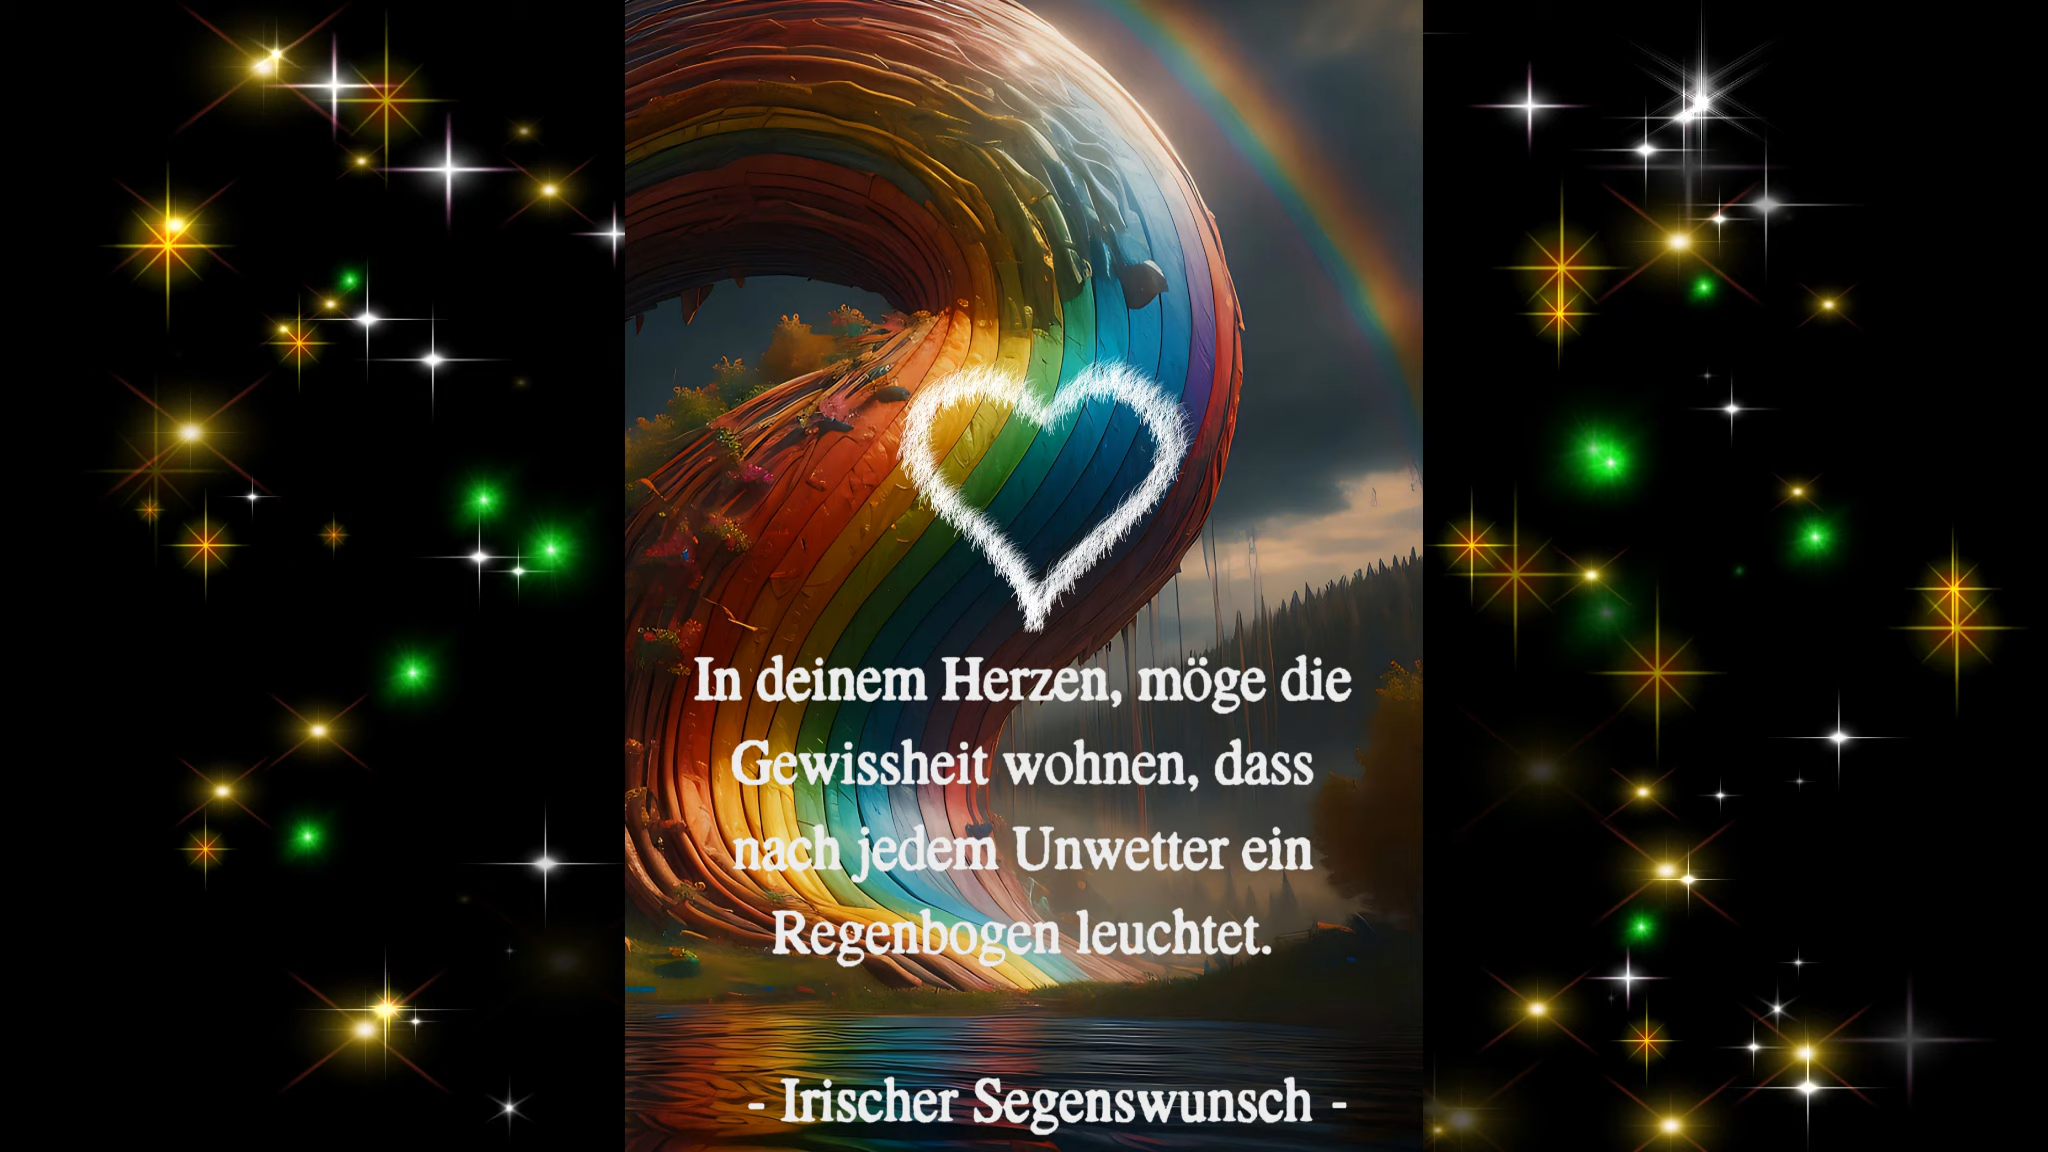 In deinem Herzen, möge die
Gewissheit wohnen, dass
nach jedem Unwetter ein
Regenbogen leuchtet.
- Irischer Segenswunsch -